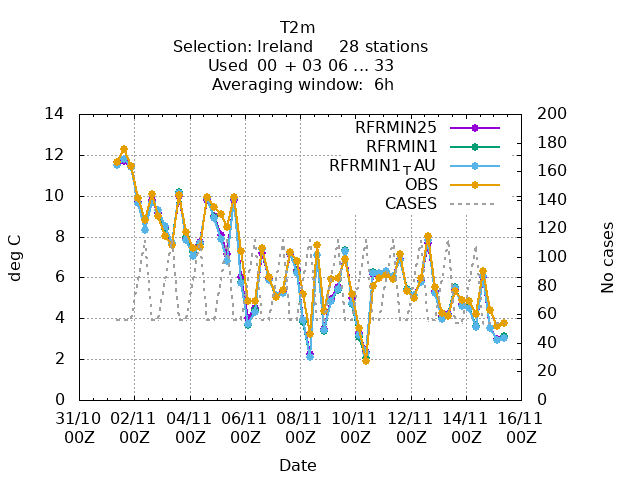 T2m
Selection: Ireland     28 stations
Used  00 + 03 06 ... 33
Averaging window:  6h
RFRMIN25
RFRMIN1
RFRMIN1TAU
OBS
CASES
deg C
14
12
10
8
6
4
2
0
No cases
200
180
160
140
120
100
80
60
40
20
0
31/10 02/11 04/11 06/11 08/11 10/11 12/11 14/11 16/11
00Z 00Z 00Z 00Z 00Z 00Z 00Z 00Z 00Z
Date